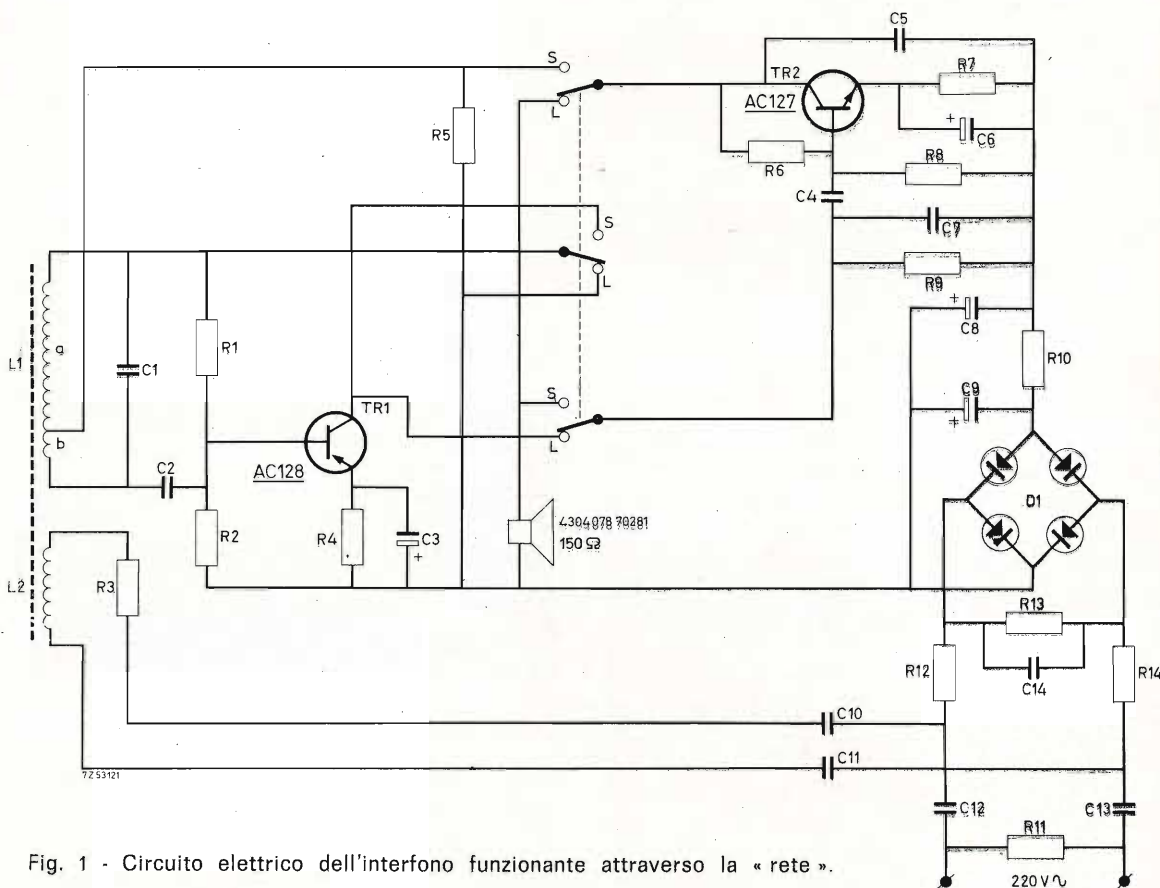 C5
S
TR2
R7
AC127
+
C6
L
R5
R6
R8
C4
C7
S
R9
L
+
C8
R10
L1
a
C1
R1
S
C9
+
TR1
L
b
C2
AC128
D1
R2
R4
C3
+
4304 078 70281
150 Ω
L2
R3
R13
R12
C14
R14
C10
C11
7Z 53121
C12
R11
C13
220 V ∿
Fig. 1 - Circuito elettrico dell'interfono funzionante attraverso la « rete ».